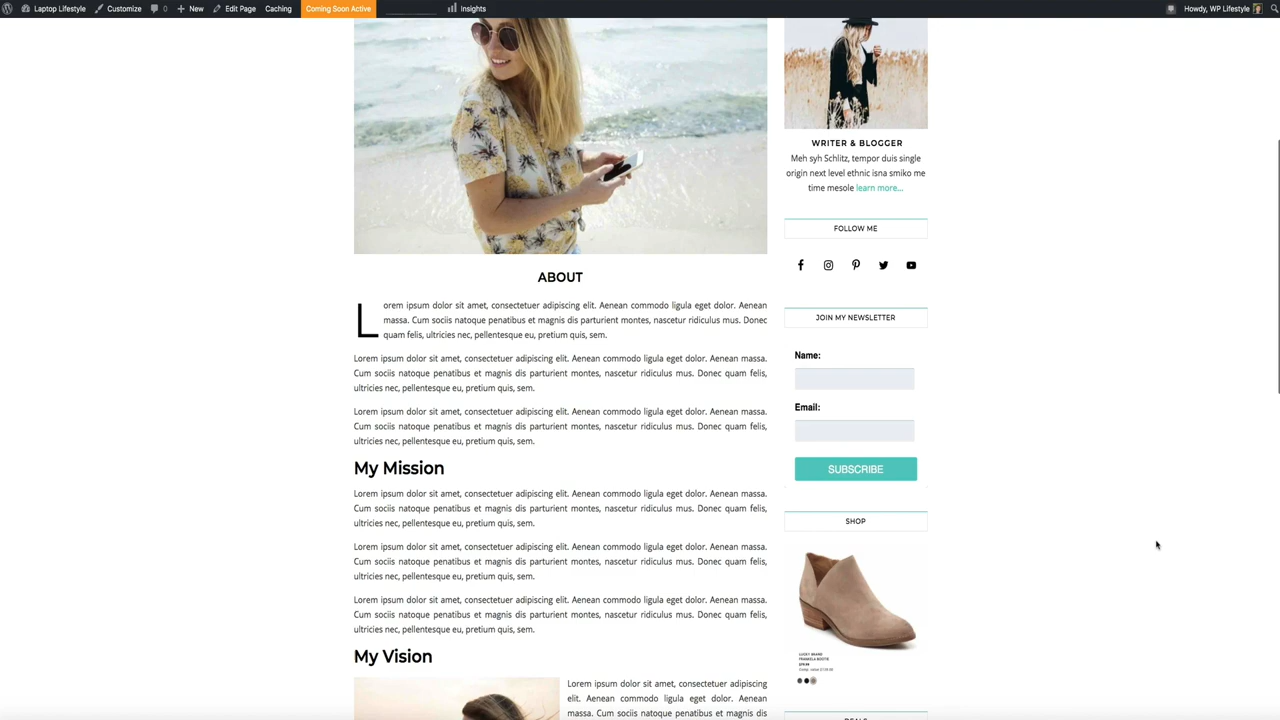 Laptop Lifestyle Customize 0 New Edit Page Caching Coming Soon Active Insights Howdy, WP Lifestyle
ABOUT
Lorem ipsum dolor sit amet, consectetuer adipiscing elit. Aenean commodo ligula eget dolor. Aenean
massa. Cum sociis natoque penatibus et magnis dis parturient montes, nascetur ridiculus mus. Donec
quam felis, ultricies nec, pellentesque eu, pretium quis, sem.
Lorem ipsum dolor sit amet, consectetuer adipiscing elit. Aenean commodo ligula eget dolor. Aenean massa.
Cum sociis natoque penatibus et magnis dis parturient montes, nascetur ridiculus mus. Donec quam felis,
ultricies nec, pellentesque eu, pretium quis, sem.
Lorem ipsum dolor sit amet, consectetuer adipiscing elit. Aenean commodo ligula eget dolor. Aenean massa.
Cum sociis natoque penatibus et magnis dis parturient montes, nascetur ridiculus mus. Donec quam felis,
ultricies nec, pellentesque eu, pretium quis, sem.
My Mission
Lorem ipsum dolor sit amet, consectetuer adipiscing elit. Aenean commodo ligula eget dolor. Aenean massa.
Cum sociis natoque penatibus et magnis dis parturient montes, nascetur ridiculus mus. Donec quam felis,
ultricies nec, pellentesque eu, pretium quis, sem.
Lorem ipsum dolor sit amet, consectetuer adipiscing elit. Aenean commodo ligula eget dolor. Aenean massa.
Cum sociis natoque penatibus et magnis dis parturient montes, nascetur ridiculus mus. Donec quam felis,
ultricies nec, pellentesque eu, pretium quis, sem.
Lorem ipsum dolor sit amet, consectetuer adipiscing elit. Aenean commodo ligula eget dolor. Aenean massa.
Cum sociis natoque penatibus et magnis dis parturient montes, nascetur ridiculus mus. Donec quam felis,
ultricies nec, pellentesque eu, pretium quis, sem.
My Vision
Lorem ipsum dolor sit amet, consectetuer adipiscing
elit. Aenean commodo ligula eget dolor. Aenean
massa. Cum sociis natoque penatibus et magnis dis
WRITER & BLOGGER
Meh syh Schlitz, tempor duis single
origin next level ethnic isna smiko me
time mesole learn more...
FOLLOW ME
JOIN MY NEWSLETTER
Name:
Email:
SUBSCRIBE
SHOP
LUCKY BRAND